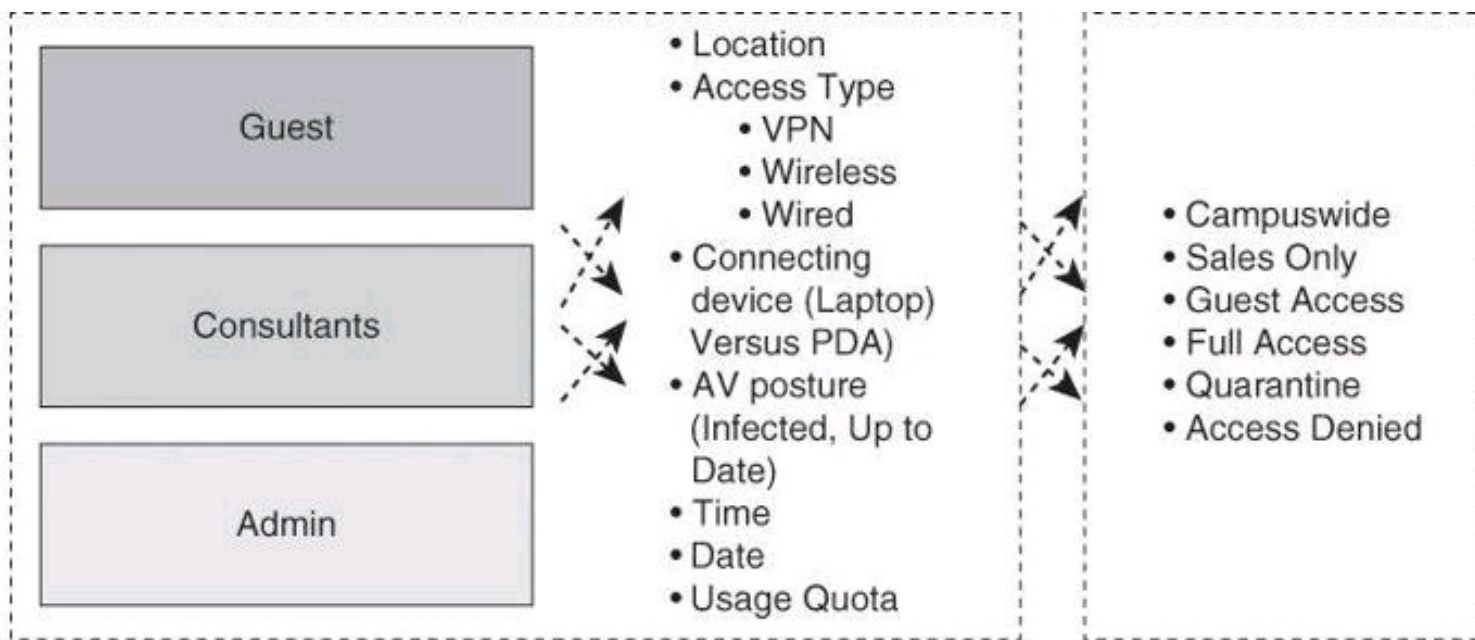 Guest
Consultants
Admin
• Location
• Access Type
• VPN
• Wireless
• Wired
• Connecting
device (Laptop)
Versus PDA)
• AV posture
(Infected, Up to
Date)
• Time
• Date
• Usage Quota
• Campuswide
• Sales Only
• Guest Access
• Full Access
• Quarantine
• Access Denied